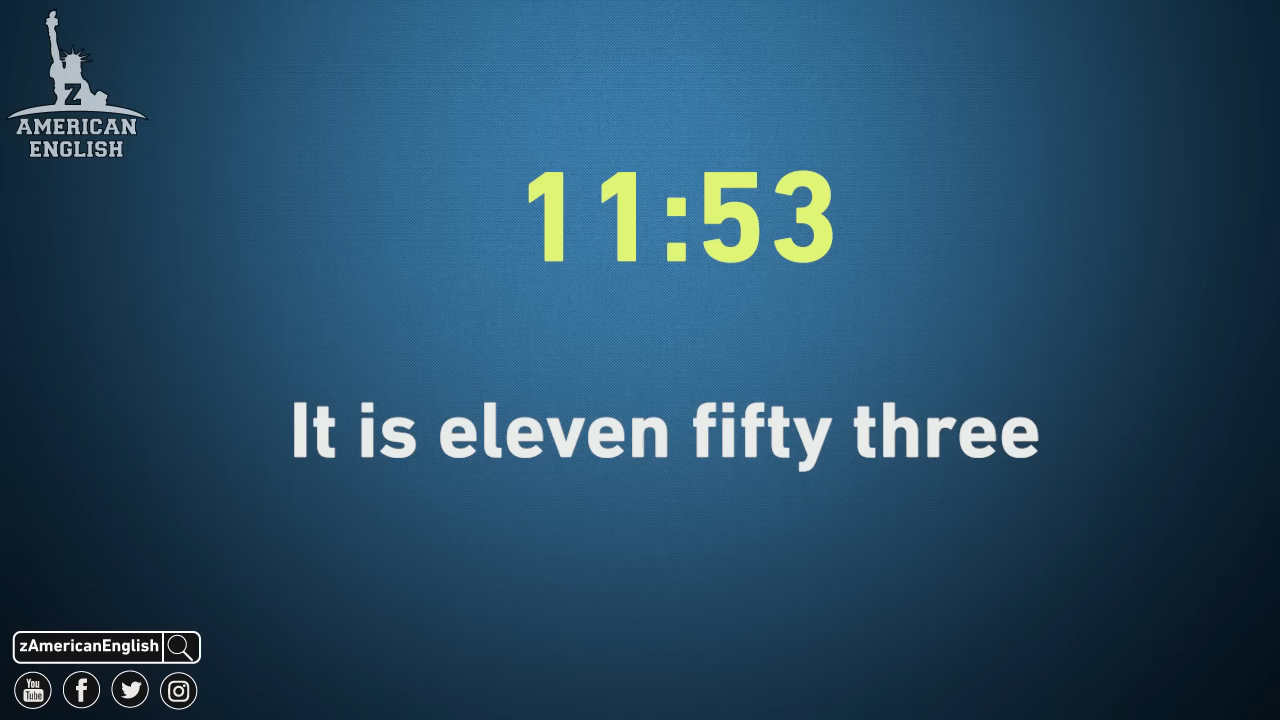 Z
AMERICAN
ENGLISH
11:53
It is eleven fifty three
zAmericanEnglish
You
Tube